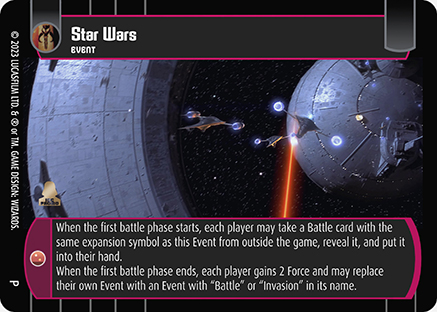 Star Wars
EVENT
© 2023 LUCASFILM LTD. & ® or TM. GAME DESIGN: WIZARDS.
When the first battle phase starts, each player may take a Battle card with the
same expansion symbol as this Event from outside the game, reveal it, and put it
into their hand.
When the first battle phase ends, each player gains 2 Force and may replace
their own Event with an Event with “Battle” or “Invasion” in its name.
P